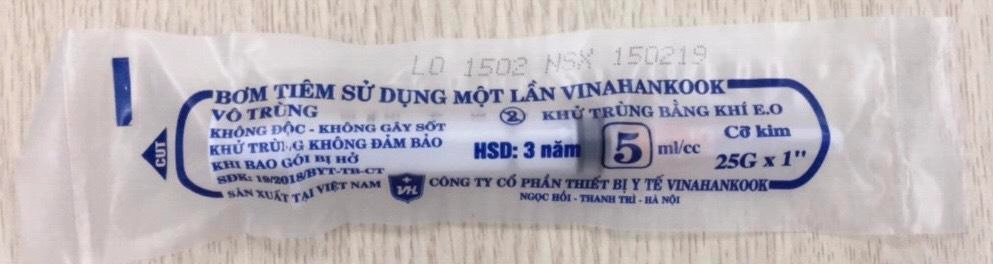 LO 1502 NSX 150219
BƠM TIÊM SỬ DỤNG MỘT LẦN VINAHANKOOK
VÔ TRÙNG
② KHỬ TRÙNG BẰNG KHÍ E.O
KHÔNG ĐỘC - KHÔNG GÂY SỐT
KHỬ TRÙNG KHÔNG ĐẢM BẢO
KHI BAO GÓI BỊ HỞ
SĐK: 19/2018/BYT-TB-CT
SẢN XUẤT TẠI VIỆT NAM
HSD: 3 năm
5 ml/cc
Cỡ kim
25G x 1"
CUT
VH
CÔNG TY CỔ PHẦN THIẾT BỊ Y TẾ VINAHANKOOK
NGỌC HỒI - THANH TRÌ - HÀ NỘI